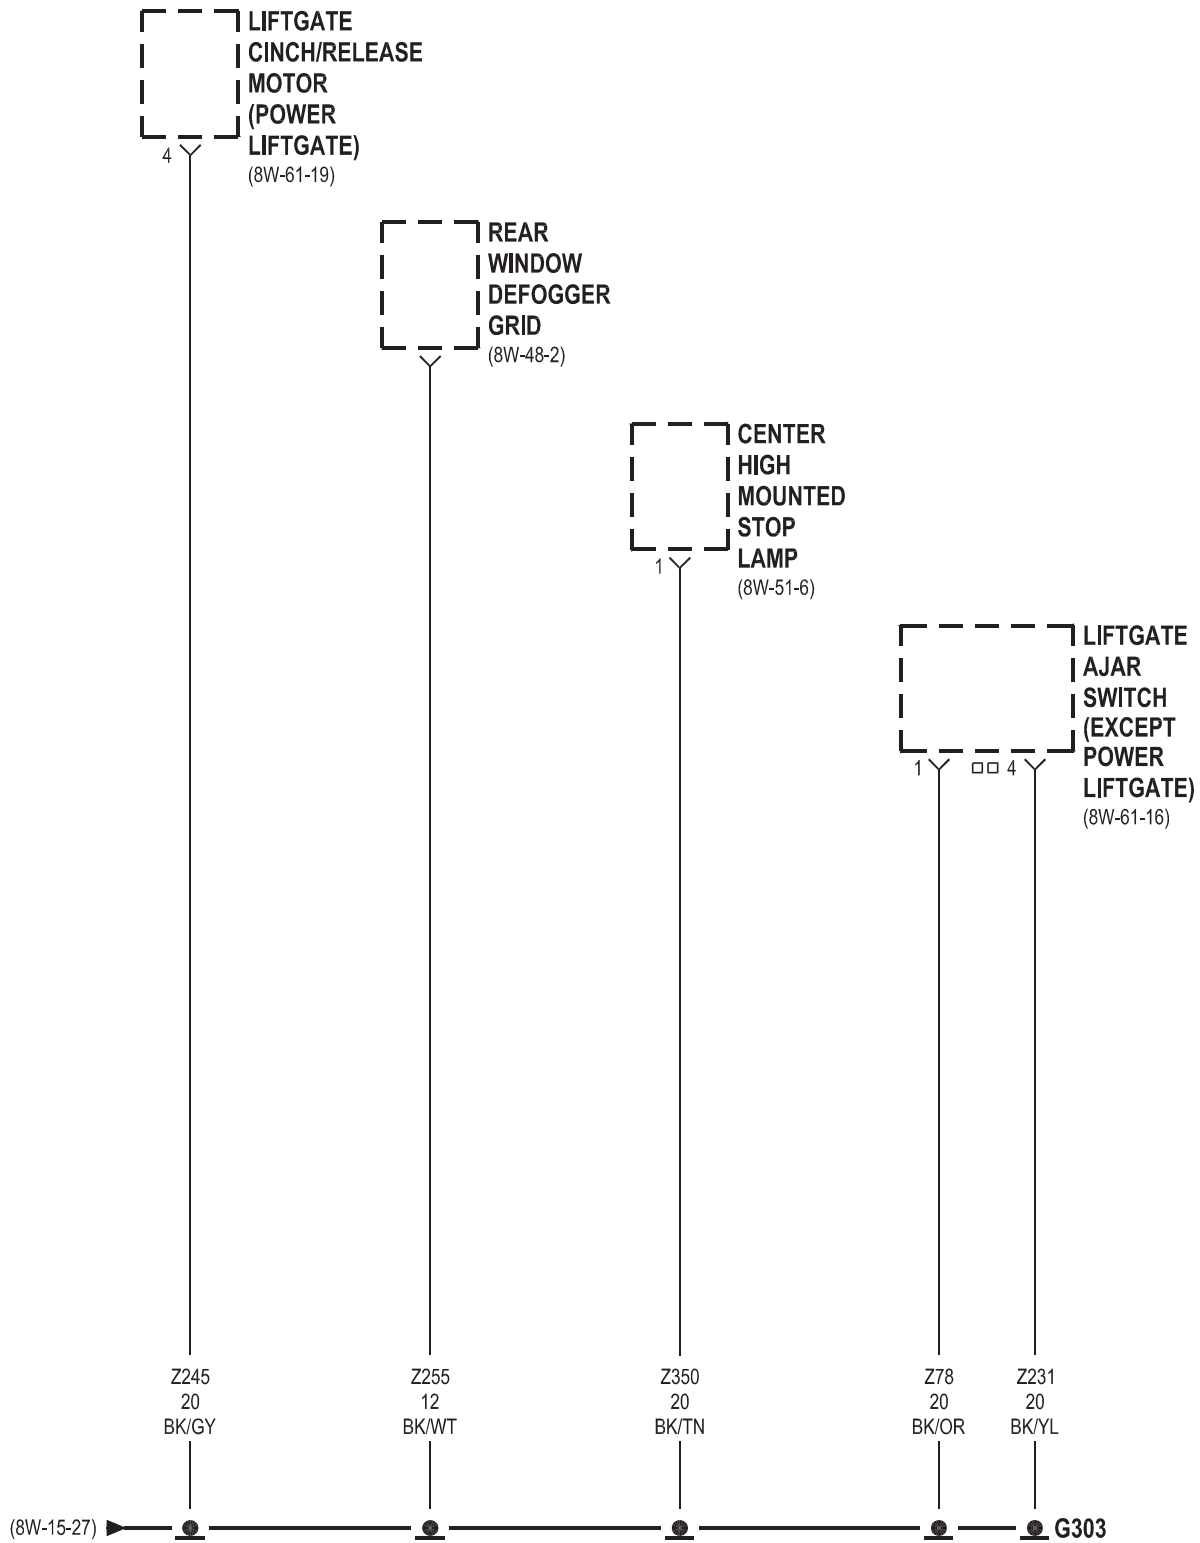 LIFTGATE
CINCH/RELEASE
MOTOR
(POWER
LIFTGATE)
(8W-61-19)
4
REAR
WINDOW
DEFOGGER
GRID
(8W-48-2)
CENTER
HIGH
MOUNTED
STOP
LAMP
(8W-51-6)
1
LIFTGATE
AJAR
SWITCH
(EXCEPT
POWER
LIFTGATE)
(8W-61-16)
1 □□ 4
Z245
20
BK/GY
Z255
12
BK/WT
Z350
20
BK/TN
Z78
20
BK/OR
Z231
20
BK/YL
(8W-15-27)
G303